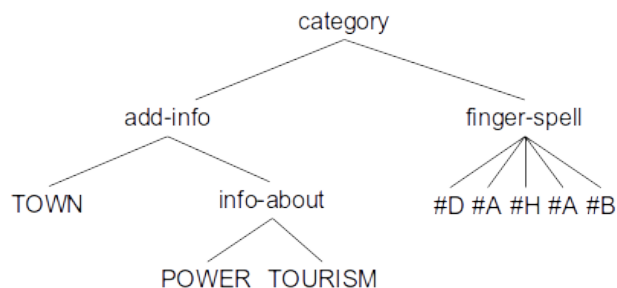 category
add-info finger-spell
TOWN info-about #D #A #H #A #B
POWER TOURISM